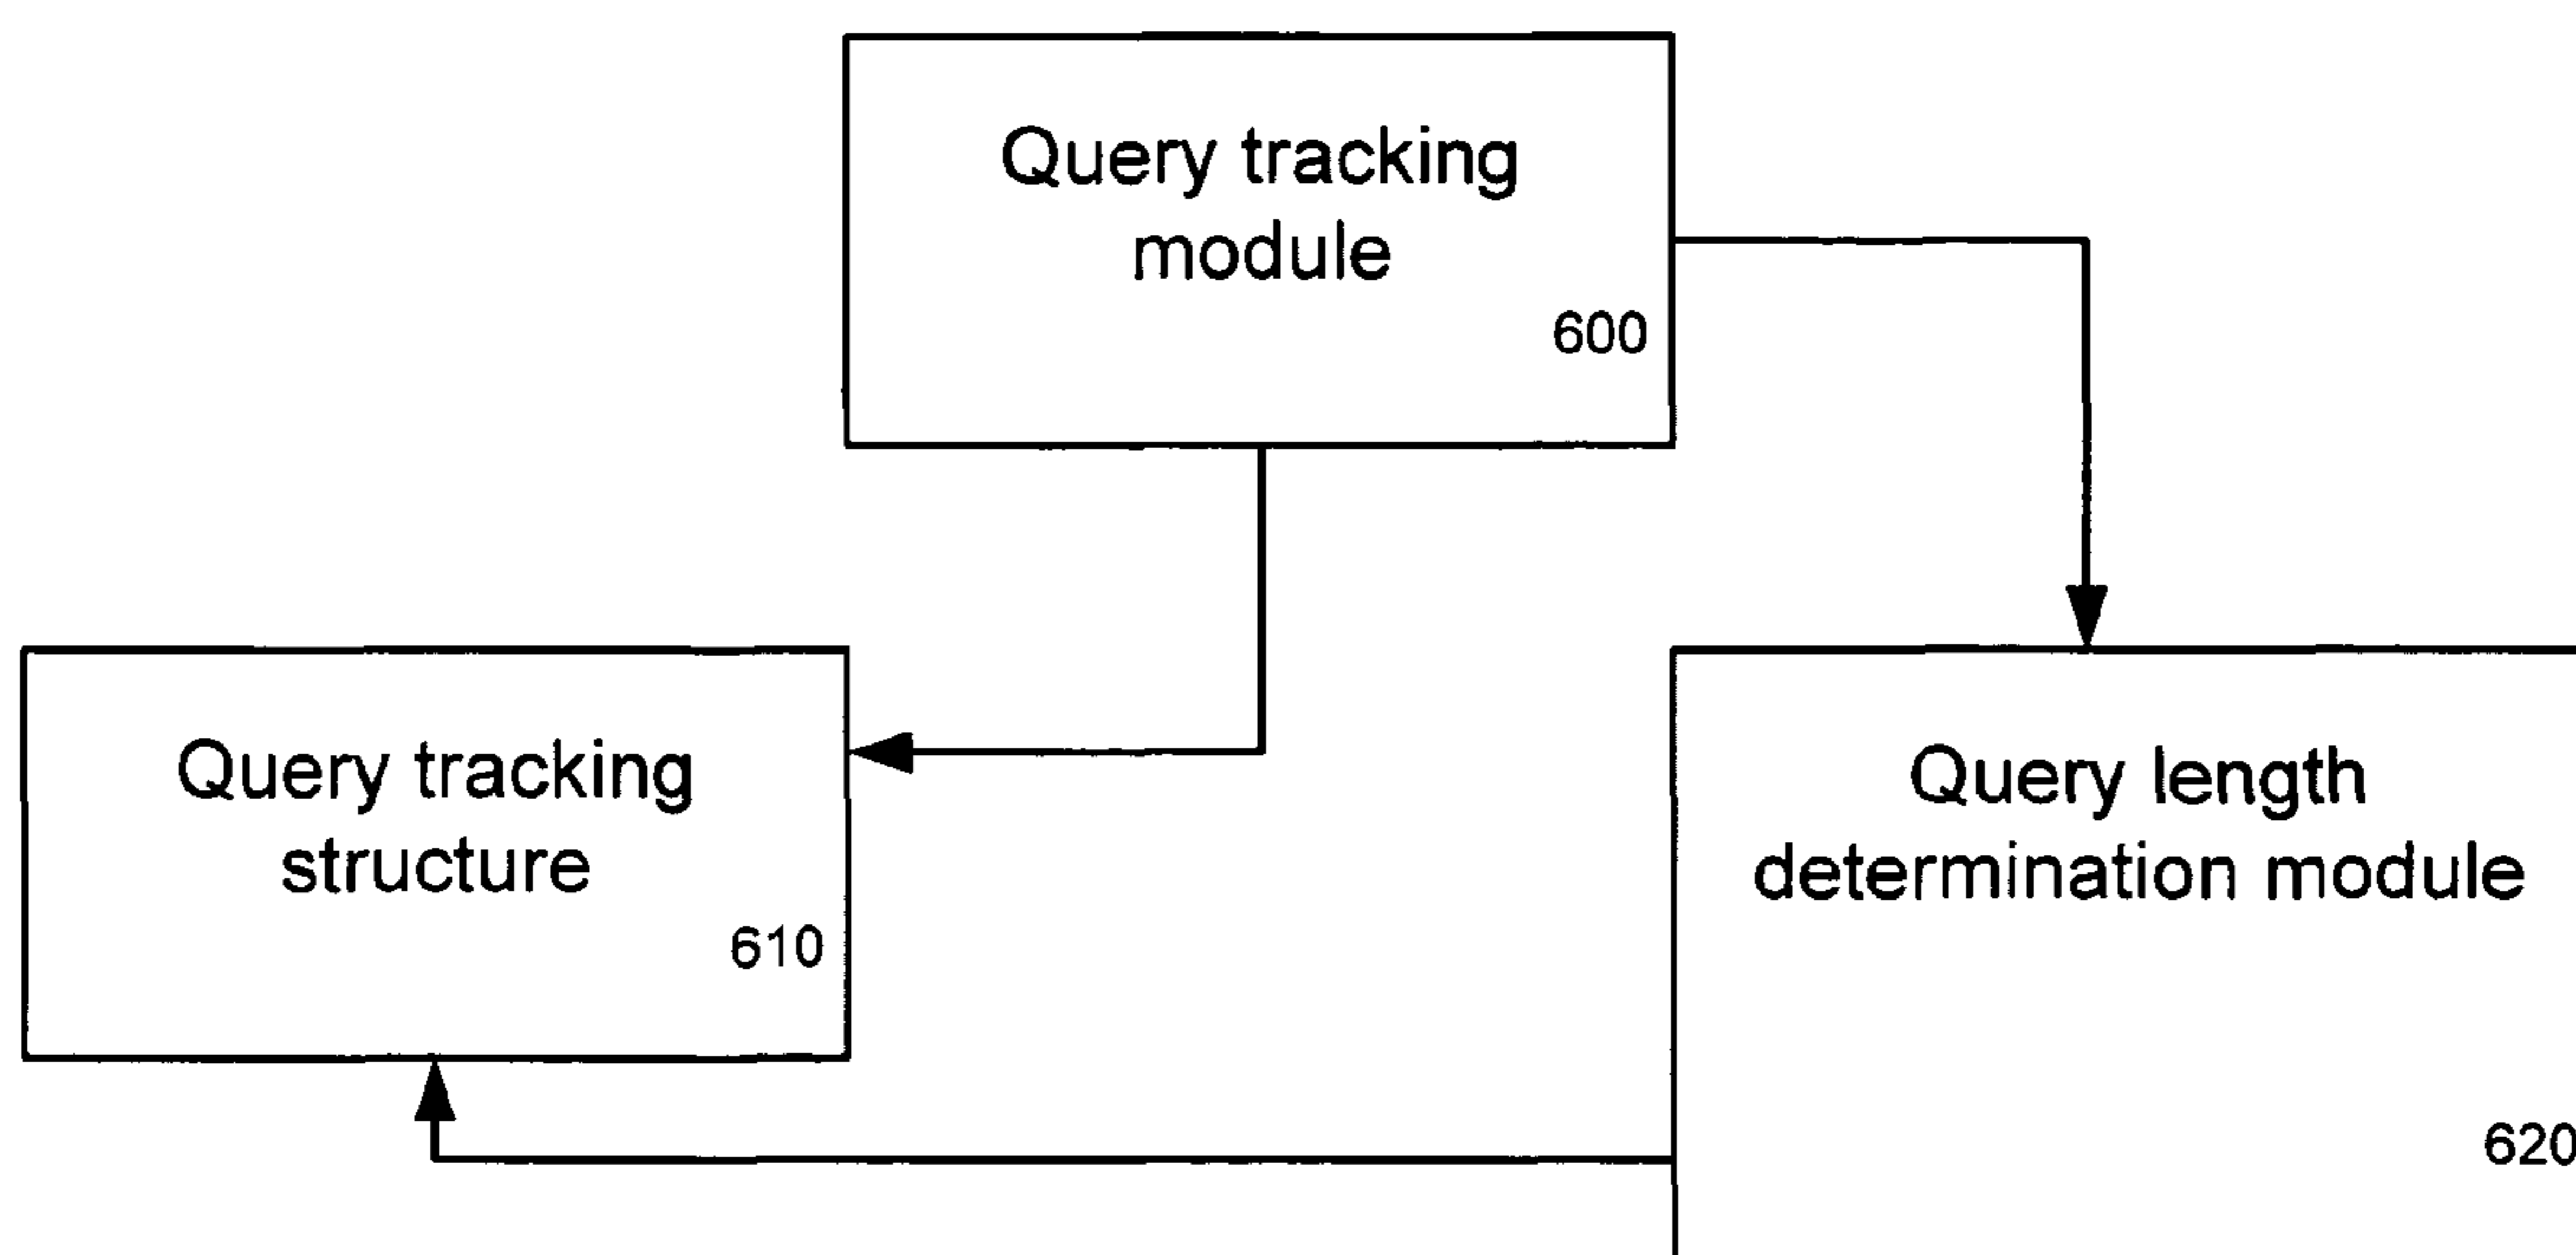 Query tracking
module
600
Query tracking
structure
610
Query length
determination module
620